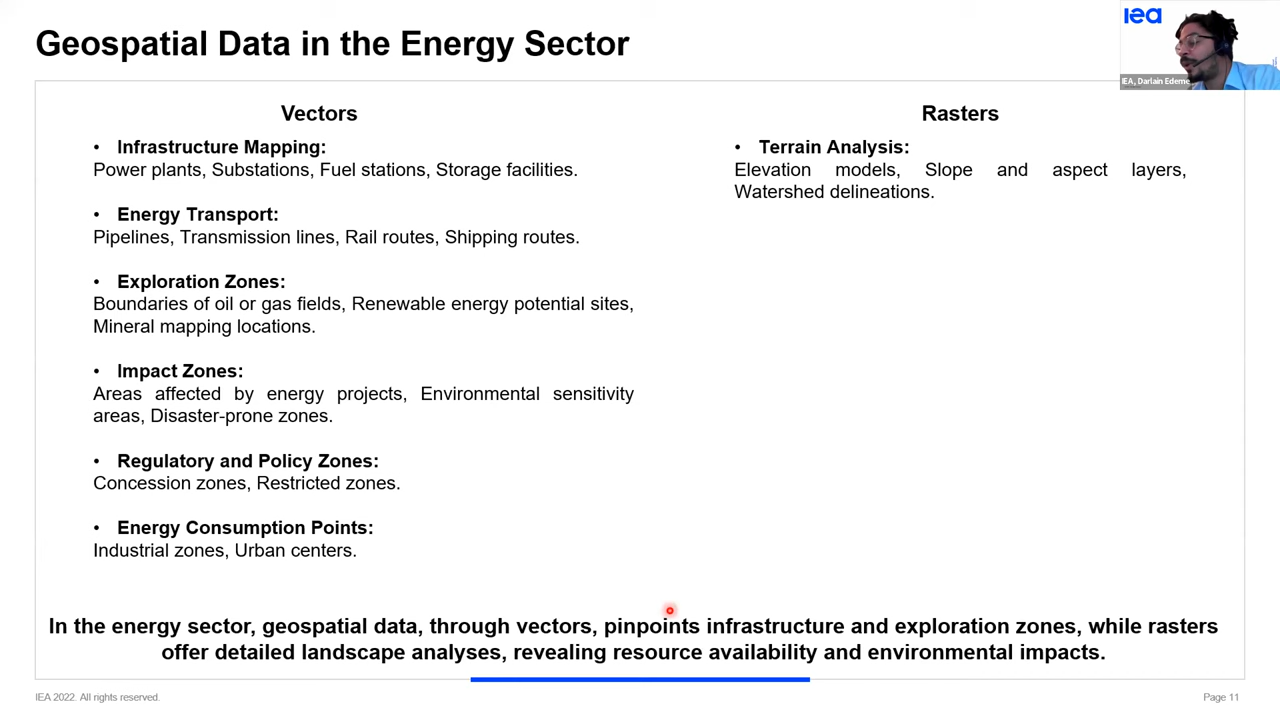 Geospatial Data in the Energy Sector
iea
IEA, Darlain Edeme
Vectors
• Infrastructure Mapping:
Power plants, Substations, Fuel stations, Storage facilities.
• Energy Transport:
Pipelines, Transmission lines, Rail routes, Shipping routes.
• Exploration Zones:
Boundaries of oil or gas fields, Renewable energy potential sites,
Mineral mapping locations.
• Impact Zones:
Areas affected by energy projects, Environmental sensitivity
areas, Disaster-prone zones.
• Regulatory and Policy Zones:
Concession zones, Restricted zones.
• Energy Consumption Points:
Industrial zones, Urban centers.
Rasters
• Terrain Analysis:
Elevation models, Slope and aspect layers,
Watershed delineations.
In the energy sector, geospatial data, through vectors, pinpoints infrastructure and exploration zones, while rasters
offer detailed landscape analyses, revealing resource availability and environmental impacts.
IEA 2022. All rights reserved.
Page 11